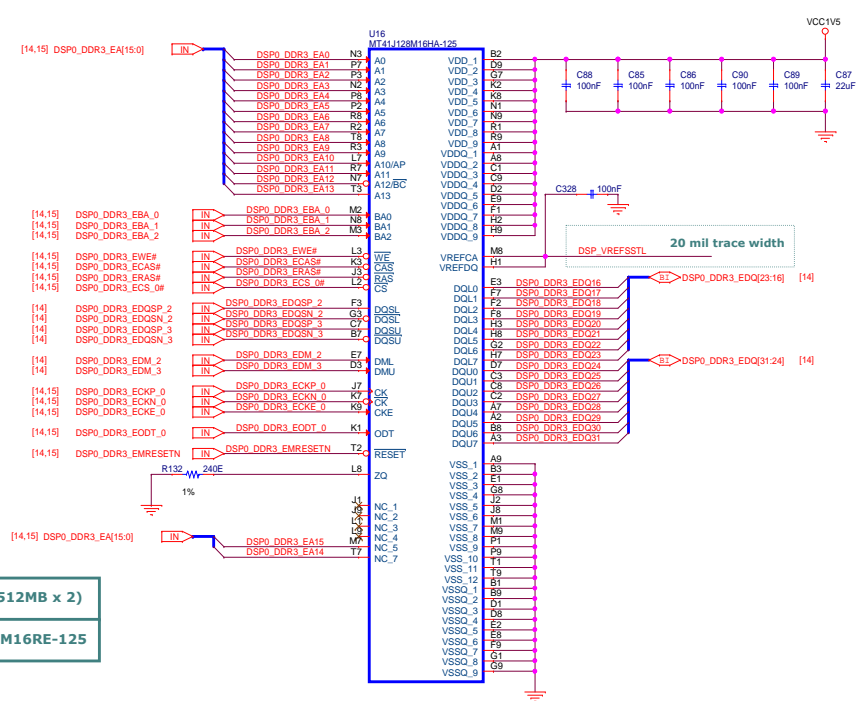 U16
MT41J128M16HA-125
[14,15] DSP0_DDR3_EA[15:0] IN
DSP0_DDR3_EA0 N3 A0
DSP0_DDR3_EA1 P7 A1
DSP0_DDR3_EA2 P3 A2
DSP0_DDR3_EA3 N2 A3
DSP0_DDR3_EA4 P8 A4
DSP0_DDR3_EA5 P2 A5
DSP0_DDR3_EA6 R8 A6
DSP0_DDR3_EA7 R2 A7
DSP0_DDR3_EA8 T8 A8
DSP0_DDR3_EA9 R3 A9
DSP0_DDR3_EA10 L7 A10/AP
DSP0_DDR3_EA11 R7 A11
DSP0_DDR3_EA12 N7 A12/BC
DSP0_DDR3_EA13 T3 A13
[14,15] DSP0_DDR3_EBA_0 IN DSP0_DDR3_EBA_0 M2 BA0
[14,15] DSP0_DDR3_EBA_1 IN DSP0_DDR3_EBA_1 N8 BA1
[14,15] DSP0_DDR3_EBA_2 IN DSP0_DDR3_EBA_2 M3 BA2
[14,15] DSP0_DDR3_EWE# IN DSP0_DDR3_EWE# L3 WE
[14,15] DSP0_DDR3_ECAS# IN DSP0_DDR3_ECAS# K3 CAS
[14,15] DSP0_DDR3_ERAS# IN DSP0_DDR3_ERAS# J3 RAS
[14,15] DSP0_DDR3_ECS_0# IN DSP0_DDR3_ECS_0# L2 CS
[14] DSP0_DDR3_EDQSP_2 IN DSP0_DDR3_EDQSP_2 F3 DQSL
[14] DSP0_DDR3_EDQSN_2 IN DSP0_DDR3_EDQSN_2 G3 DQSL
[14] DSP0_DDR3_EDQSP_3 IN DSP0_DDR3_EDQSP_3 C7 DQSU
[14] DSP0_DDR3_EDQSN_3 IN DSP0_DDR3_EDQSN_3 B7 DQSU
[14] DSP0_DDR3_EDM_2 IN DSP0_DDR3_EDM_2 E7 DML
[14] DSP0_DDR3_EDM_3 IN DSP0_DDR3_EDM_3 D3 DMU
[14,15] DSP0_DDR3_ECKP_0 IN DSP0_DDR3_ECKP_0 J7 CK
[14,15] DSP0_DDR3_ECKN_0 IN DSP0_DDR3_ECKN_0 K7 CK
[14,15] DSP0_DDR3_ECKE_0 IN DSP0_DDR3_ECKE_0 K9 CKE
[14,15] DSP0_DDR3_EODT_0 IN DSP0_DDR3_EODT_0 K1 ODT
[14,15] DSP0_DDR3_EMRESETN IN DSP0_DDR3_EMRESETN T2 RESET
R132 240E L8 ZQ
1%
J1 NC_1
J9 NC_2
L1 NC_3
L9 NC_4
[14,15] DSP0_DDR3_EA[15:0] IN
DSP0_DDR3_EA15 M7 NC_5
DSP0_DDR3_EA14 T7 NC_7
512MB x 2)
M16RE-125
VCC1V5
VDD_1 B2
VDD_2 D9
VDD_3 G7
VDD_4 K2
VDD_5 K8
VDD_6 N1
VDD_7 N9
VDD_8 R1
VDD_9 R9
VDDQ_1 A1
VDDQ_2 A8
VDDQ_3 C1
VDDQ_4 C9
VDDQ_5 D2
VDDQ_6 E9
VDDQ_7 F1
VDDQ_8 H2
VDDQ_9 H9
C88 C85 C86 C90 C89 C87
100nF 100nF 100nF 100nF 100nF 22uF
C328 100nF
20 mil trace width
VREFCA M8 DSP_VREFSSTL
VREFDQ H1
DQL0 E3 DSP0_DDR3_EDQ16
DQL1 F7 DSP0_DDR3_EDQ17
DQL2 F2 DSP0_DDR3_EDQ18
DQL3 F8 DSP0_DDR3_EDQ19
DQL4 H3 DSP0_DDR3_EDQ20
DQL5 H8 DSP0_DDR3_EDQ21
DQL6 G2 DSP0_DDR3_EDQ22
DQL7 H7 DSP0_DDR3_EDQ23
DQU0 D7 DSP0_DDR3_EDQ24
DQU1 C3 DSP0_DDR3_EDQ25
DQU2 C8 DSP0_DDR3_EDQ26
DQU3 C2 DSP0_DDR3_EDQ27
DQU4 A7 DSP0_DDR3_EDQ28
DQU5 A2 DSP0_DDR3_EDQ29
DQU6 B8 DSP0_DDR3_EDQ30
DQU7 A3 DSP0_DDR3_EDQ31
BI DSP0_DDR3_EDQ[23:16] [14]
BI DSP0_DDR3_EDQ[31:24] [14]
VSS_1 A9
VSS_2 B3
VSS_3 E1
VSS_4 G8
VSS_5 J2
VSS_6 J8
VSS_7 M1
VSS_8 M9
VSS_9 P1
VSS_10 P9
VSS_11 T1
VSS_12 T9
VSSQ_1 B1
VSSQ_2 B9
VSSQ_3 D1
VSSQ_4 D8
VSSQ_5 E2
VSSQ_6 E8
VSSQ_7 F9
VSSQ_8 G1
VSSQ_9 G9